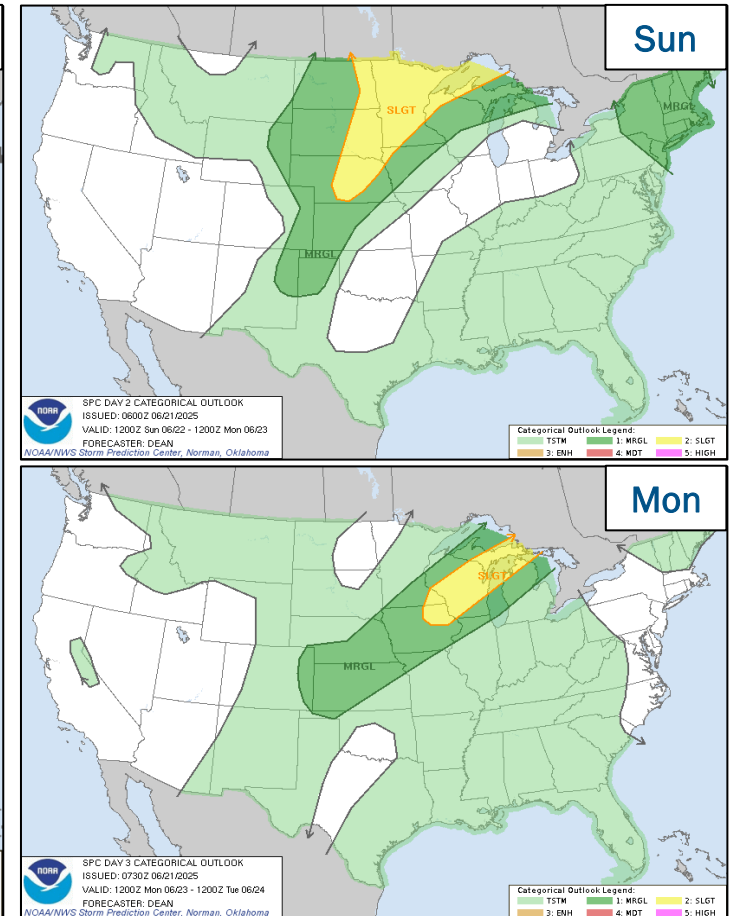 Sun
SLGT
MRGL
MRGL
NOAA
SPC DAY 2 CATEGORICAL OUTLOOK
ISSUED: 0600Z 06/21/2025
VALID: 1200Z Sun 06/22 - 1200Z Mon 06/23
FORECASTER: DEAN
NOAA/NWS Storm Prediction Center, Norman, Oklahoma
Categorical Outlook Legend:
TSTM 1: MRGL 2: SLGT
3: ENH 4: MDT 5: HIGH
Mon
SLGT
MRGL
NOAA
SPC DAY 3 CATEGORICAL OUTLOOK
ISSUED: 0730Z 06/21/2025
VALID: 1200Z Mon 06/23 - 1200Z Tue 06/24
FORECASTER: DEAN
NOAA/NWS Storm Prediction Center, Norman, Oklahoma
Categorical Outlook Legend:
TSTM 1: MRGL 2: SLGT
3: ENH 4: MDT 5: HIGH